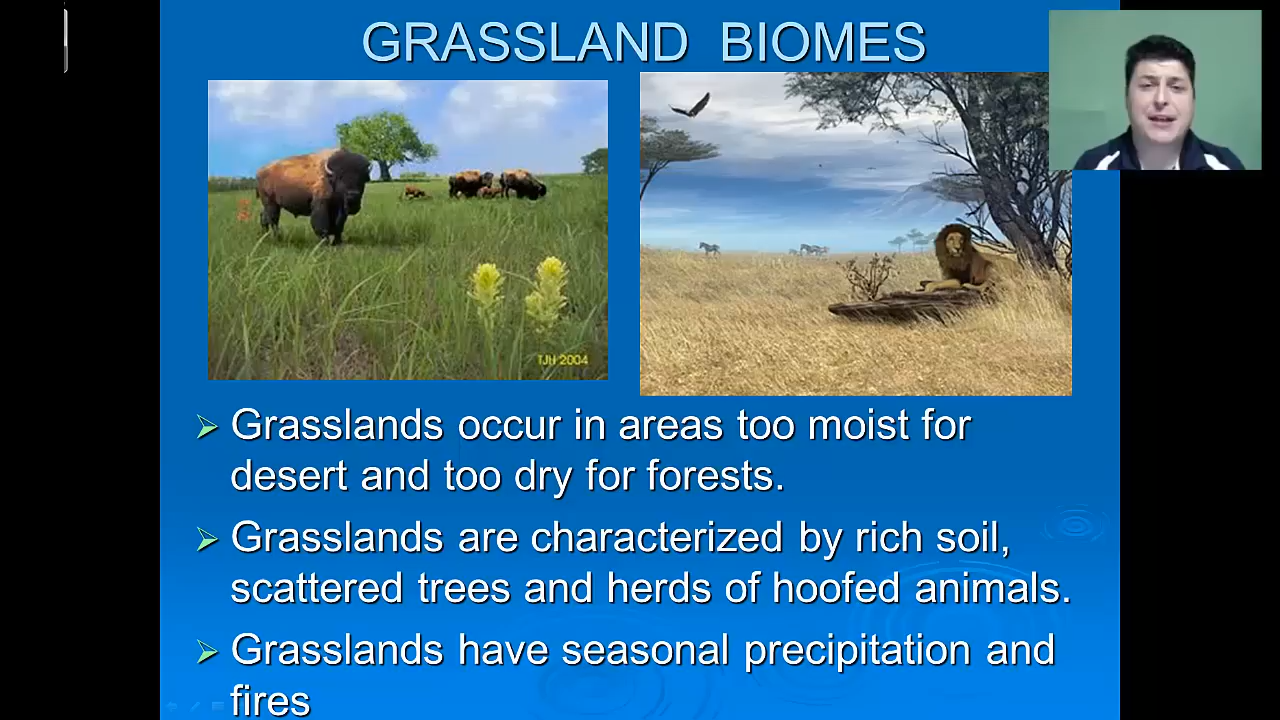 GRASSLAND BIOMES
TJH 2004
Grasslands occur in areas too moist for
desert and too dry for forests.
Grasslands are characterized by rich soil,
scattered trees and herds of hoofed animals.
Grasslands have seasonal precipitation and
fires